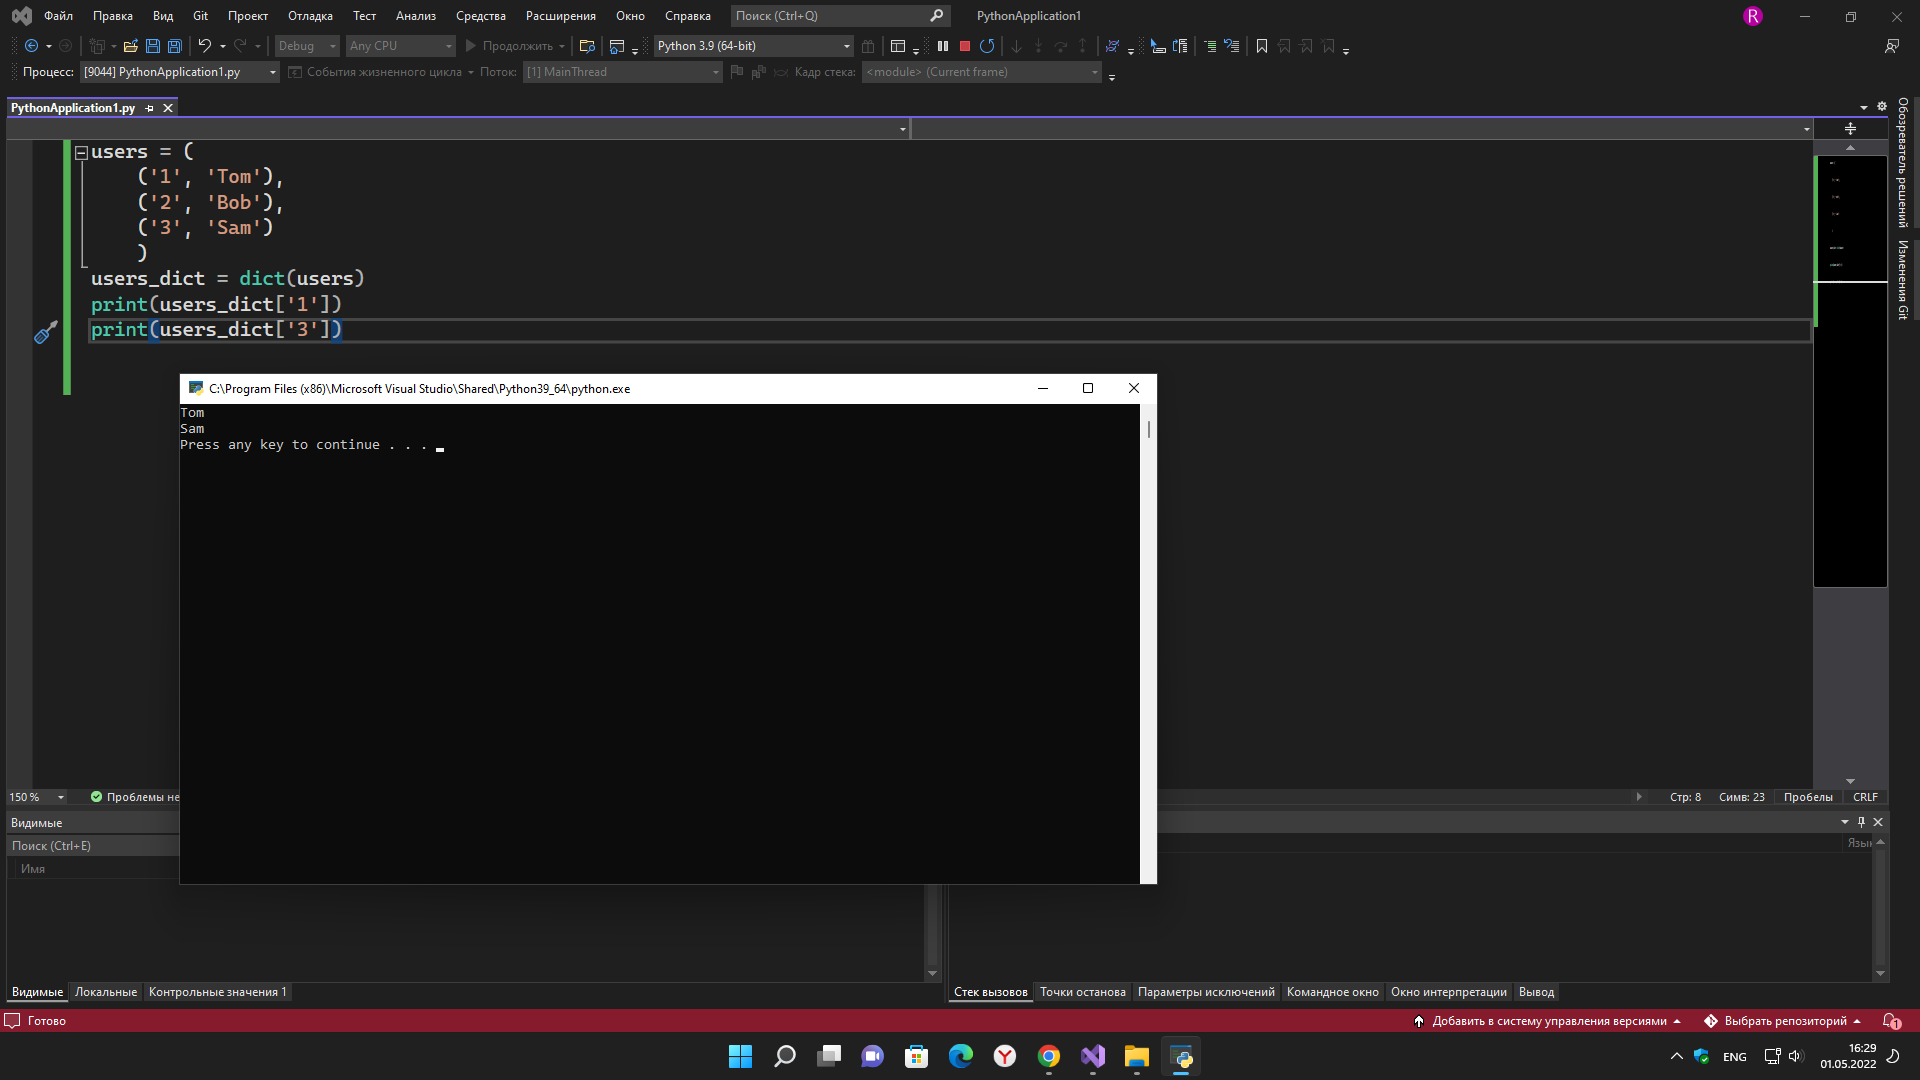 Файл Правка Вид Git Проект Отладка Тест Анализ Средства Расширения Окно Справка Поиск (Ctrl+Q) PythonApplication1 R
Debug Any CPU Продолжить Python 3.9 (64-bit)
Процесс: [9044] PythonApplication1.py События жизненного цикла Поток: [1] MainThread Кадр стека: <module> (Current frame)
PythonApplication1.py
users = (
('1', 'Tom'),
('2', 'Bob'),
('3', 'Sam')
)
users_dict = dict(users)
print(users_dict['1'])
print(users_dict['3'])
Обозреватель решений
Изменения Git
C:\Program Files (x86)\Microsoft Visual Studio\Shared\Python39_64\python.exe
Tom
Sam
Press any key to continue . . .
150 % Проблемы не Стр: 8 Симв: 23 Пробелы CRLF
Видимые
Поиск (Ctrl+E)
Имя
Язык
Видимые Локальные Контрольные значения 1
Стек вызовов Точки останова Параметры исключений Командное окно Окно интерпретации Вывод
Готово Добавить в систему управления версиями Выбрать репозиторий 1
ENG 16:29
01.05.2022